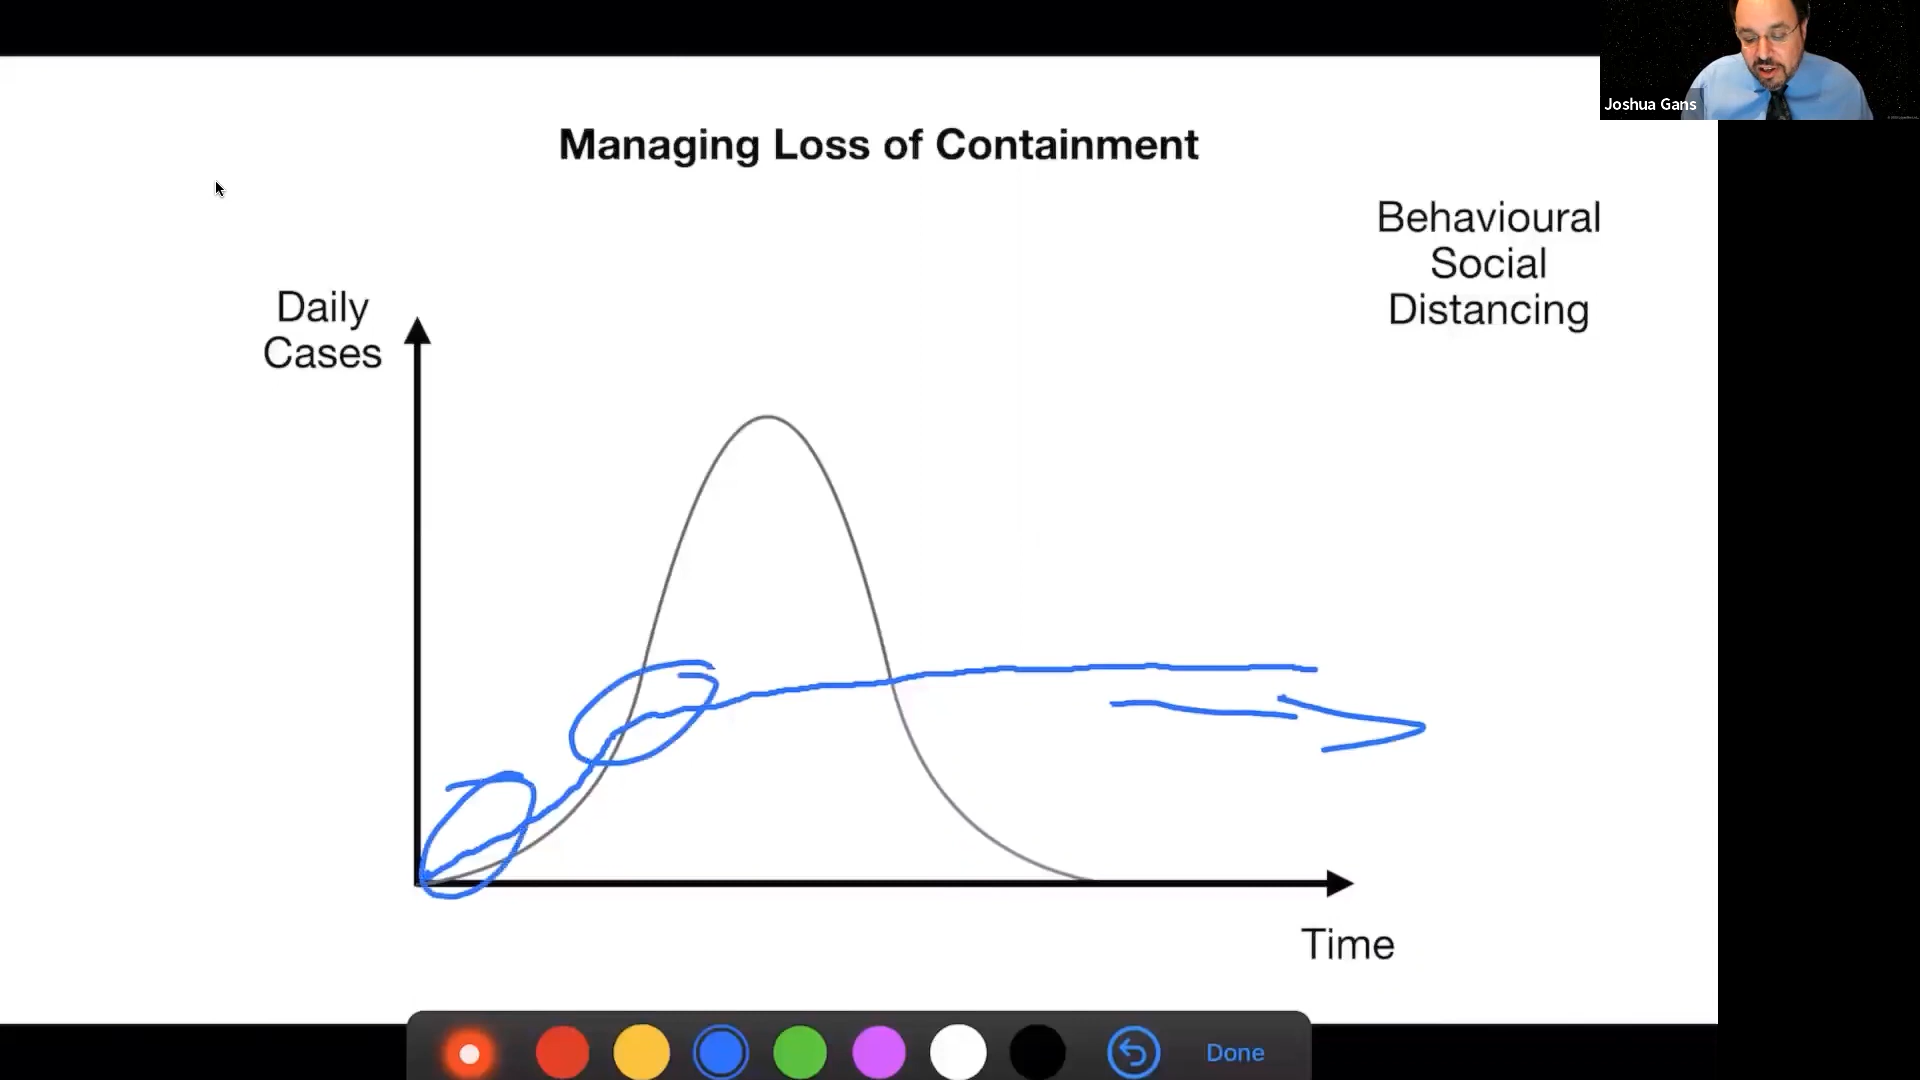 Joshua Gans
Managing Loss of Containment
Behavioural
Social
Distancing
Daily
Cases
Time
Done